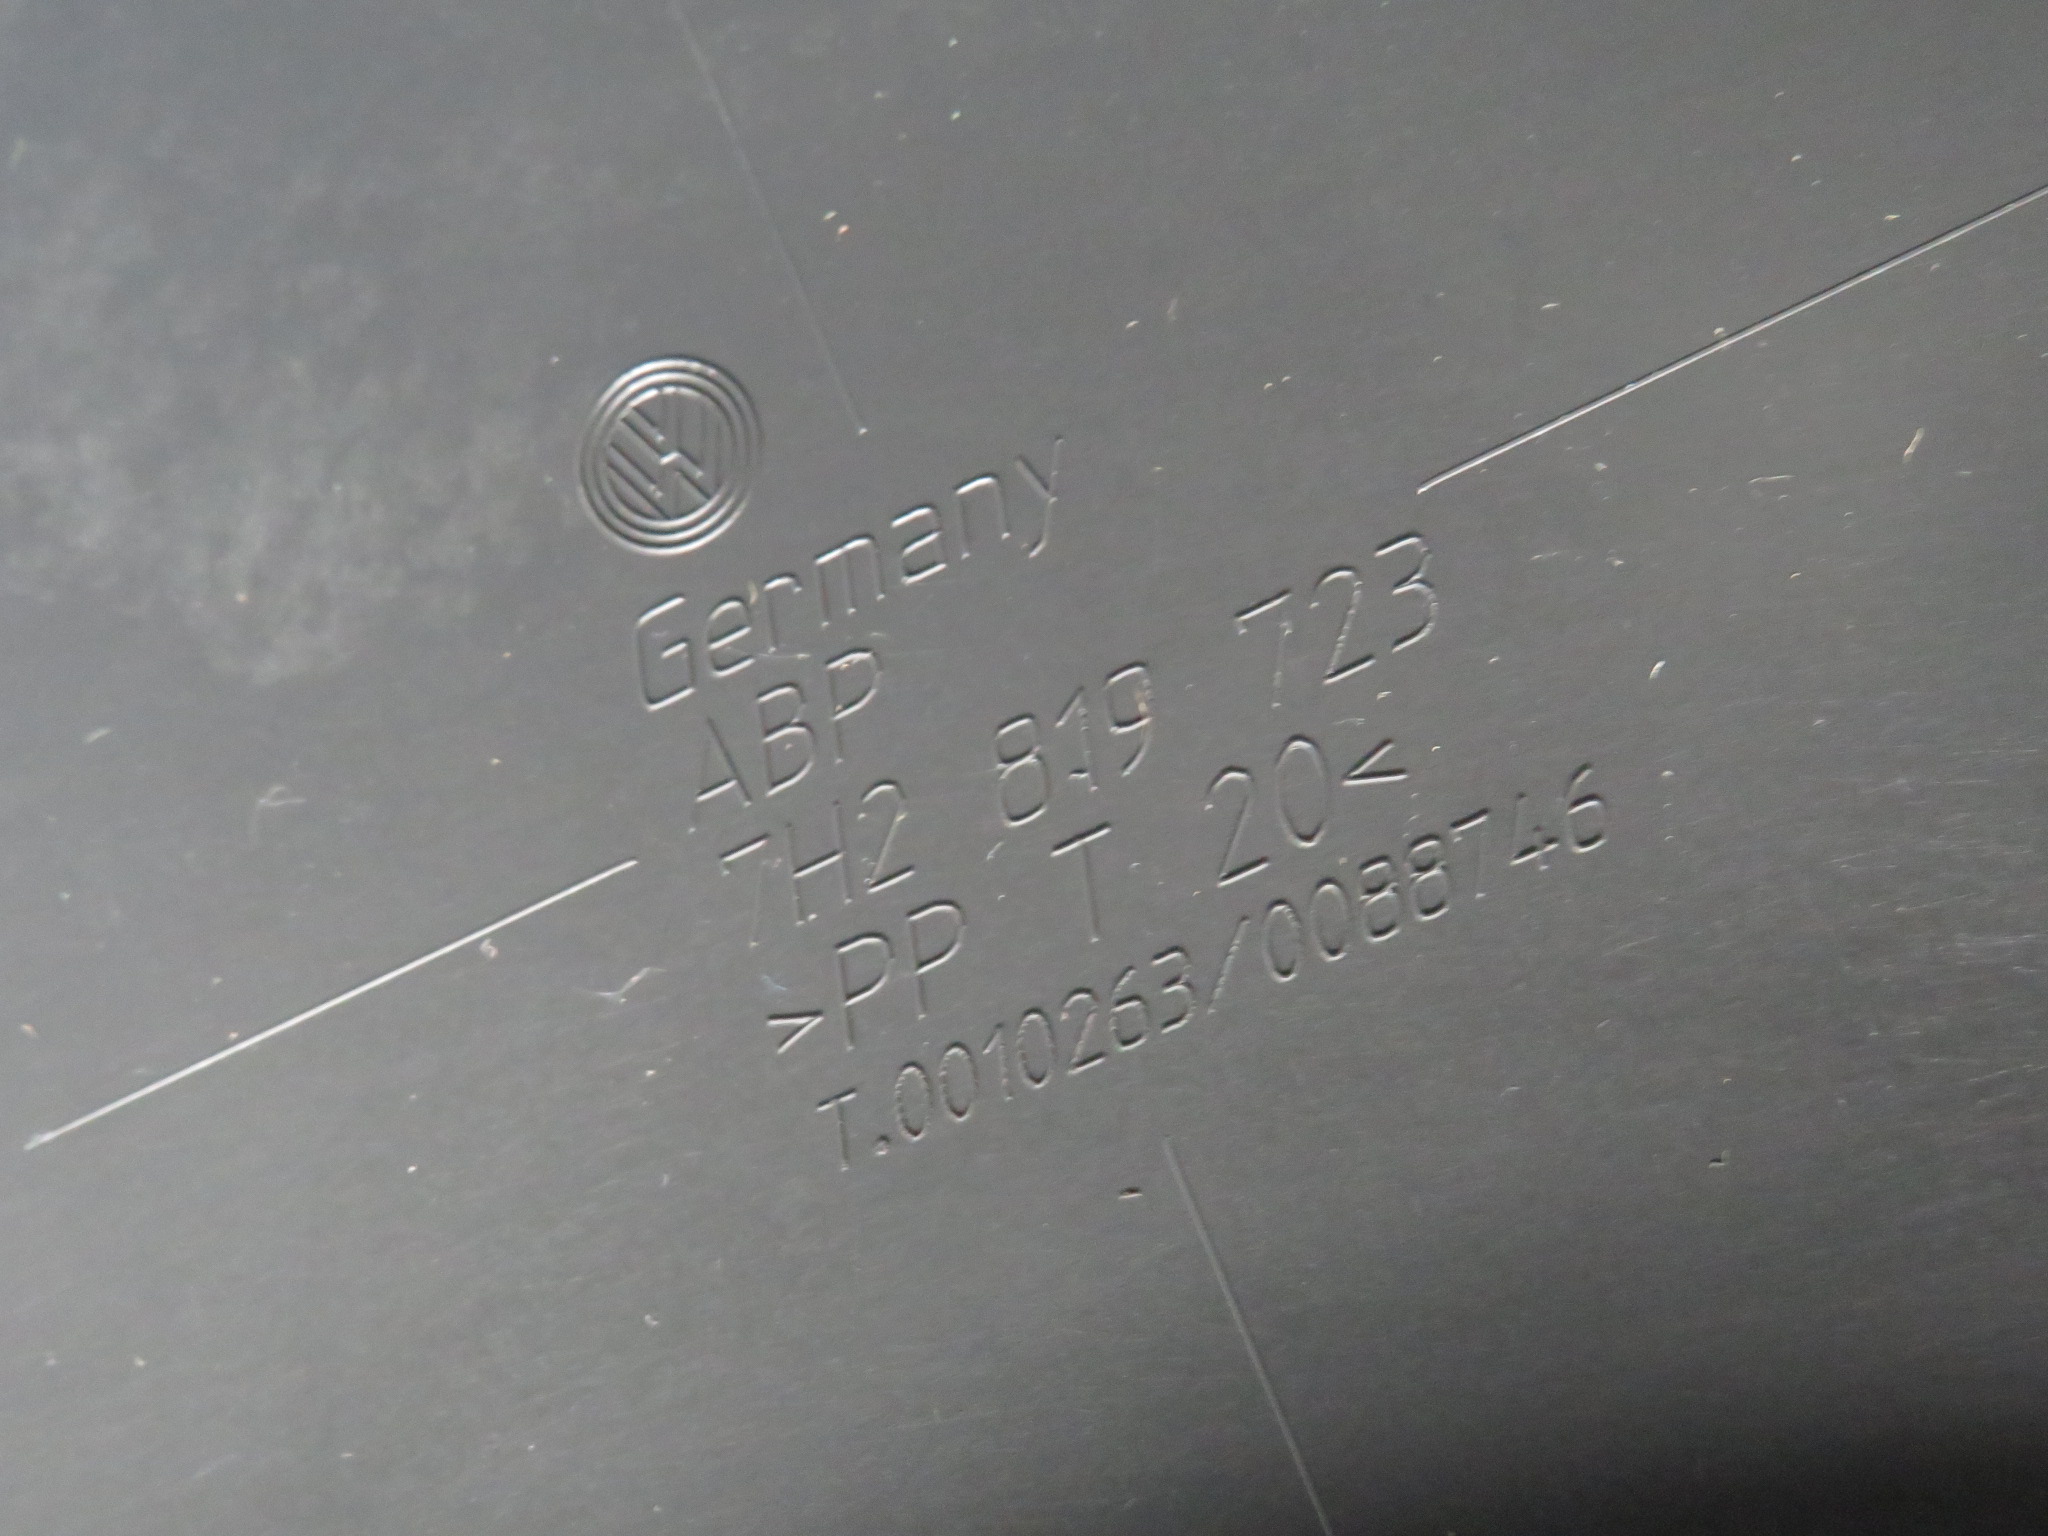 Germany
ABP
7H2 819 723
>PP T 20<
T.0010263/0088746